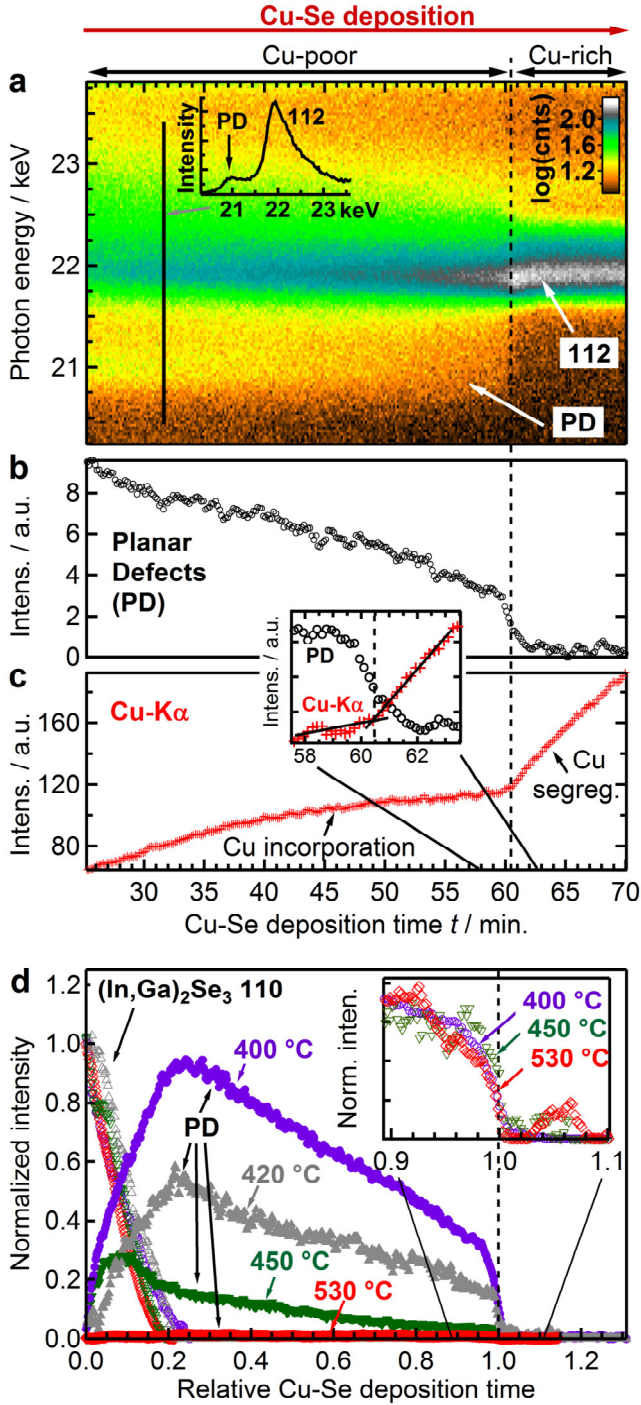 Cu-Se deposition
Cu-poor
Cu-rich
a
Photon energy / keV
23
22
21
Intensity
PD
112
21 22 23 keV
log(cnts)
2.0
1.6
1.2
112
PD
b
Intens. / a.u.
8
6
4
2
0
Planar
Defects
(PD)
c
Cu-Kα
Intens. / a.u.
160
120
80
Intens. / a.u.
PD
Cu-Kα
58 60 62
Cu incorporation
Cu
segreg.
30 35 40 45 50 55 60 65 70
Cu-Se deposition time t / min.
d
Normalized intensity
1.2
1.0
0.8
0.6
0.4
0.2
0.0
(In,Ga)₂Se₃ 110
400 °C
PD
420 °C
450 °C
530 °C
Norm. inten.
400 °C
450 °C
530 °C
0.9 1.0 1.1
0.0 0.2 0.4 0.6 0.8 1.0 1.2
Relative Cu-Se deposition time